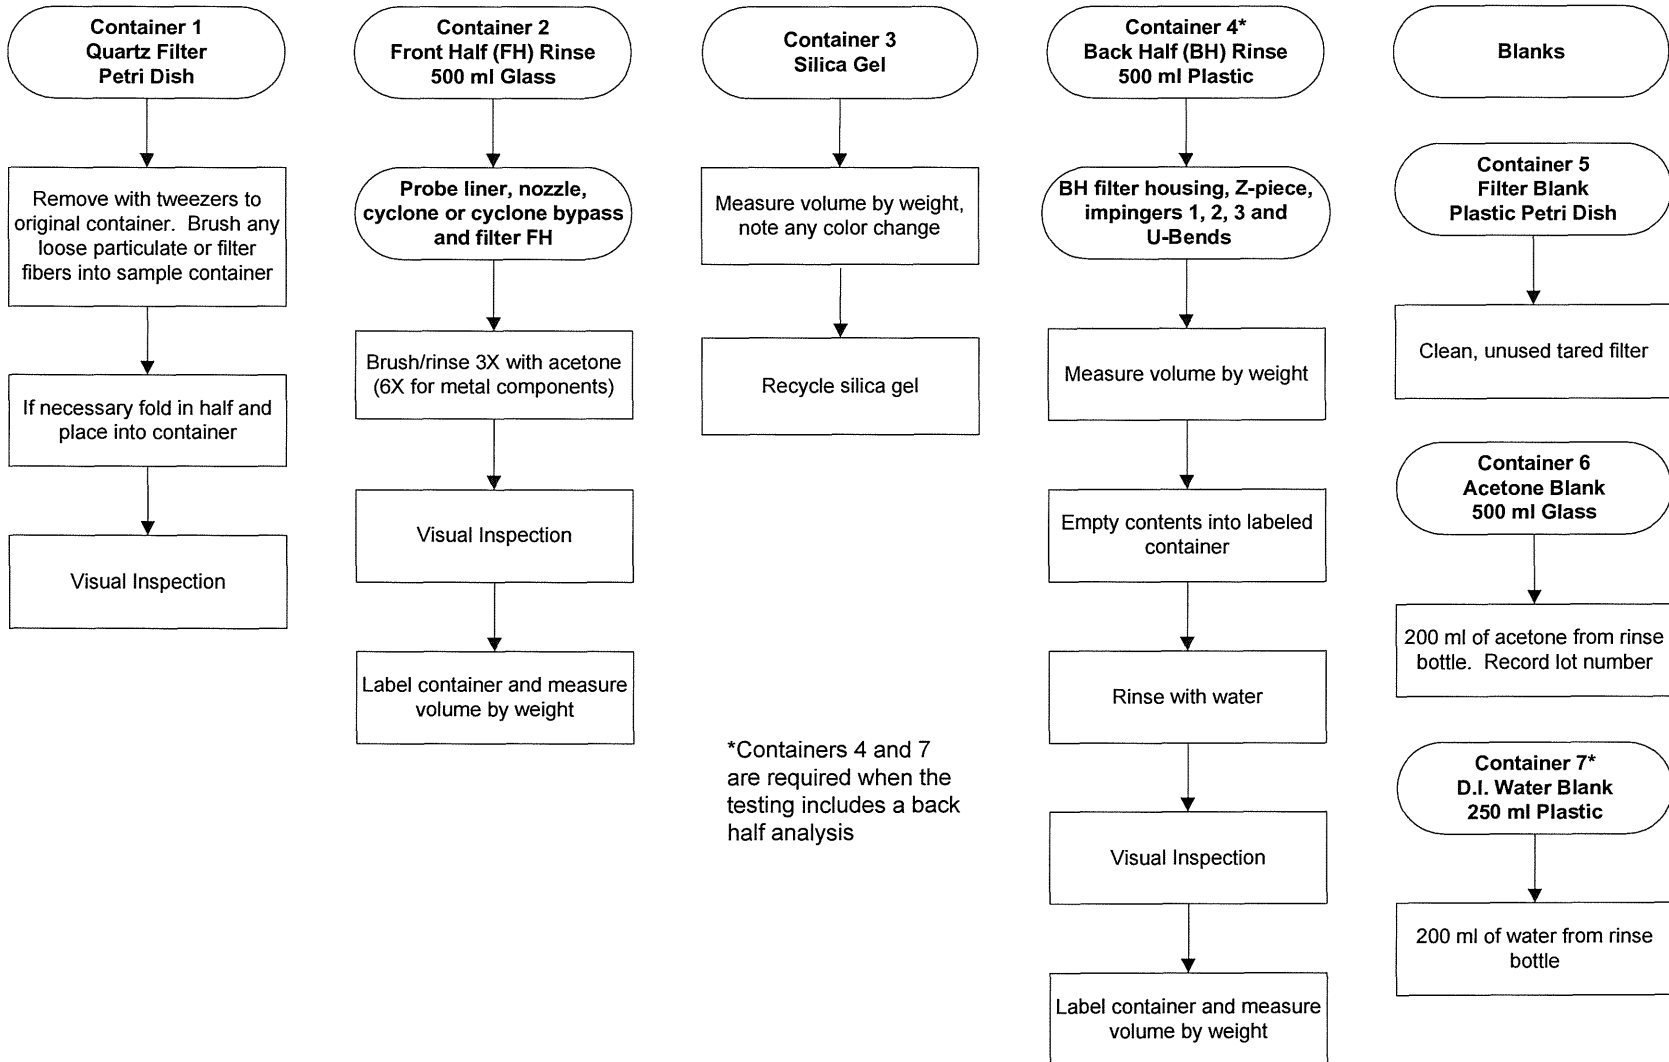 Container 1
Quartz Filter
Petri Dish
Remove with tweezers to
original container. Brush any
loose particulate or filter
fibers into sample container
If necessary fold in half and
place into container
Visual Inspection
Container 2
Front Half (FH) Rinse
500 ml Glass
Probe liner, nozzle,
cyclone or cyclone bypass
and filter FH
Brush/rinse 3X with acetone
(6X for metal components)
Visual Inspection
Label container and measure
volume by weight
Container 3
Silica Gel
Measure volume by weight,
note any color change
Recycle silica gel
*Containers 4 and 7
are required when the
testing includes a back
half analysis
Container 4*
Back Half (BH) Rinse
500 ml Plastic
BH filter housing, Z-piece,
impingers 1, 2, 3 and
U-Bends
Measure volume by weight
Empty contents into labeled
container
Rinse with water
Visual Inspection
Label container and measure
volume by weight
Blanks
Container 5
Filter Blank
Plastic Petri Dish
Clean, unused tared filter
Container 6
Acetone Blank
500 ml Glass
200 ml of acetone from rinse
bottle. Record lot number
Container 7*
D.I. Water Blank
250 ml Plastic
200 ml of water from rinse
bottle